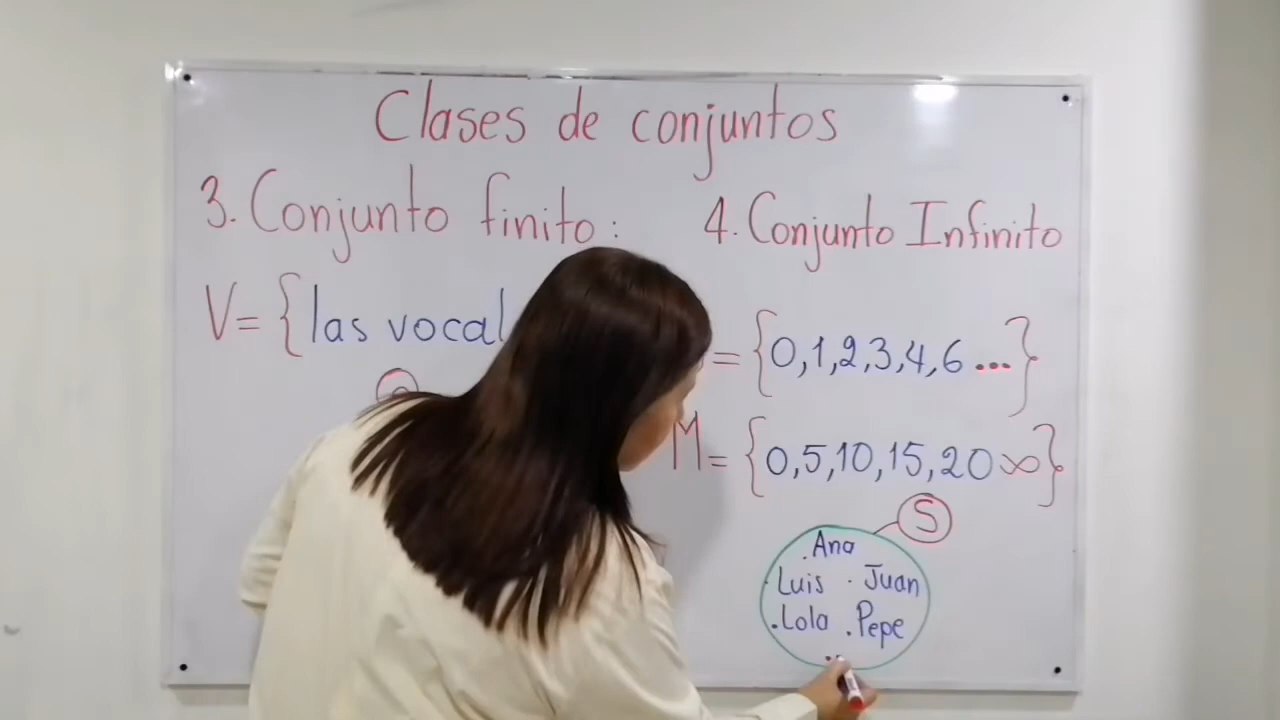 Clases de conjuntos
3. Conjunto finito:
V= {las vocal
4. Conjunto Infinito
= {0,1,2,3,4,6...}
M= {0,5,10,15,20 ∞}
S
.Ana
.Luis .Juan
.Lola .Pepe